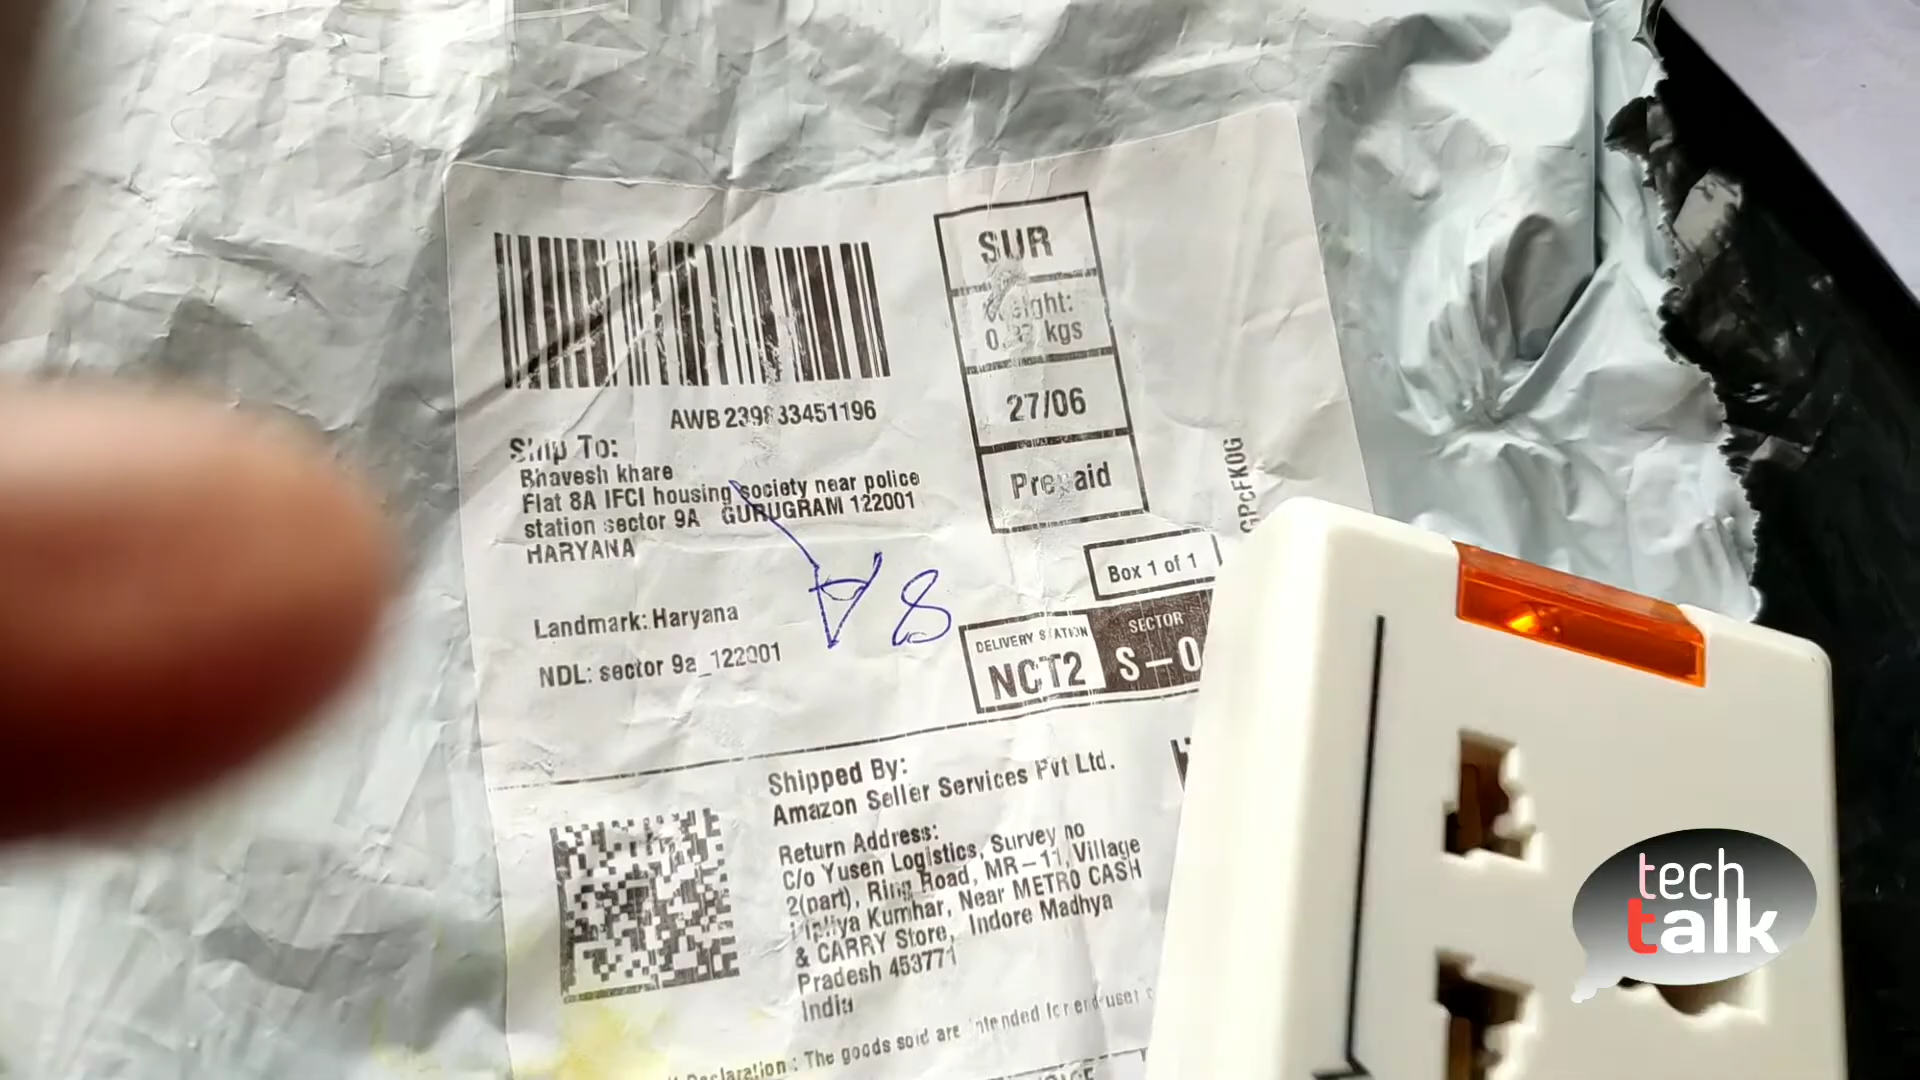 SUR
Weight:
kgs
27/06
Prepaid
AWB
Ship To:
Bhavesh khare
Flat 8A IFCI housing society near police
station sector 9A GURUGRAM 122001
HARYANA
8A
GPcFK0G
Box 1 of 1
Landmark: Haryana
NDL: sector 9a_122001
DELIVERY STATION
NCT2
SECTOR
S-0
Shipped By:
Amazon Seller Services Pvt Ltd.
Return Address:
C/o Yusen Logistics, Survey no
2(part), Ring Road, MR-11, Village
Pipliya Kumhar, Near METRO CASH
& CARRY Store, Indore Madhya
Pradesh 453771
India
Declaration : The goods sold are intended for end user
tech
talk